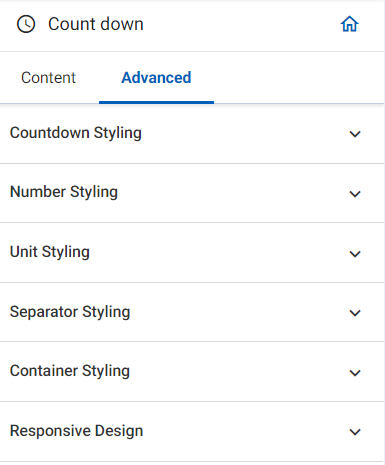 Count down
Content Advanced
Countdown Styling
Number Styling
Unit Styling
Separator Styling
Container Styling
Responsive Design